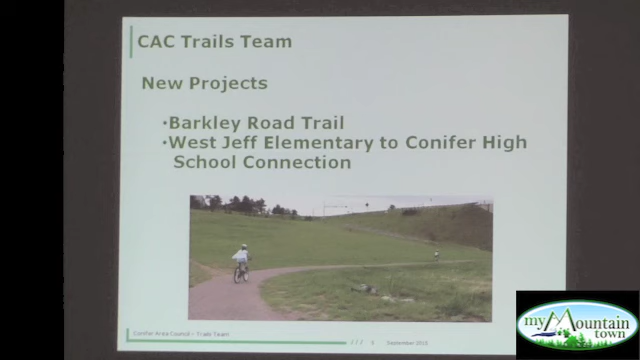 CAC Trails Team
New Projects
•Barkley Road Trail
•West Jeff Elementary to Conifer High
School Connection
Conifer Area Council – Trails Team
/ / / 5 September 2015
my Mountain
town